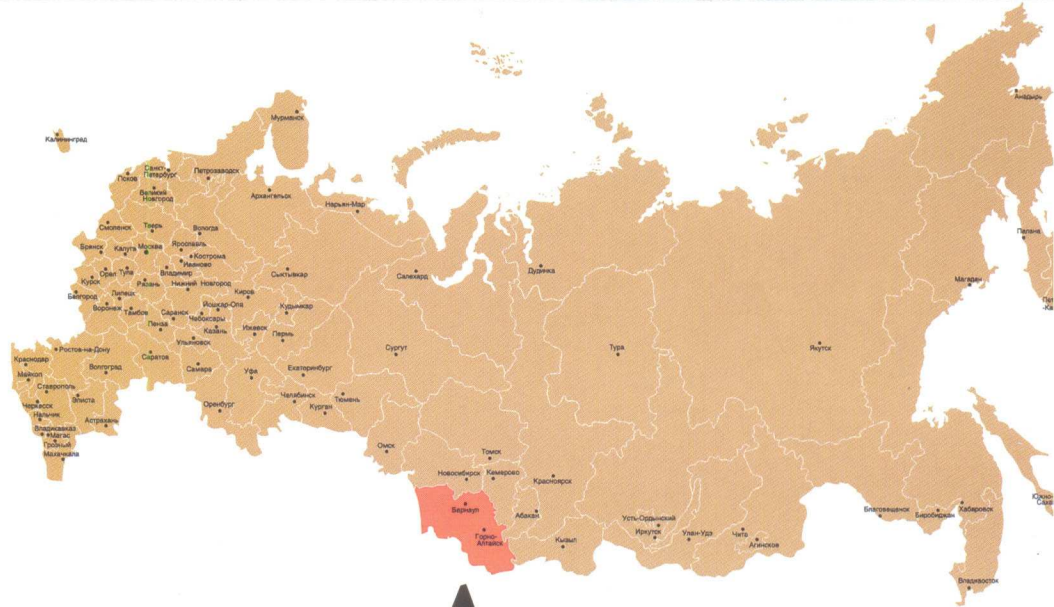 Анадырь
Мурманск
Калининград
Санкт-
Петербург
Петрозаводск
Псков
Архангельск
Великий
Новгород
Нарьян-Мар
Палана
Смоленск
Тверь
Вологда
Брянск
Калуга
Москва
Ярославль
Кострома
Иваново
Орел
Тула
Владимир
Сыктывкар
Салехард
Дудинка
Магадан
Курск
Рязань
Нижний Новгород
Белгород
Липецк
Киров
Воронеж
Тамбов
Йошкар-Ола
Кудымкар
Саранск
Чебоксары
Пенза
Казань
Ижевск
Пермь
Ульяновск
Ростов-на-Дону
Саратов
Сургут
Тура
Якутск
Краснодар
Волгоград
Самара
Уфа
Екатеринбург
Майкоп
Ставрополь
Элиста
Оренбург
Челябинск
Тюмень
Курган
Черкесск
Нальчик
Астрахань
Владикавказ
Магас
Грозный
Махачкала
Омск
Томск
Новосибирск
Кемерово
Красноярск
Барнаул
Абакан
Усть-Ордынский
Иркутск
Улан-Удэ
Чита
Агинское
Благовещенск
Биробиджан
Хабаровск
Горно-
Алтайск
Кызыл
Владивосток